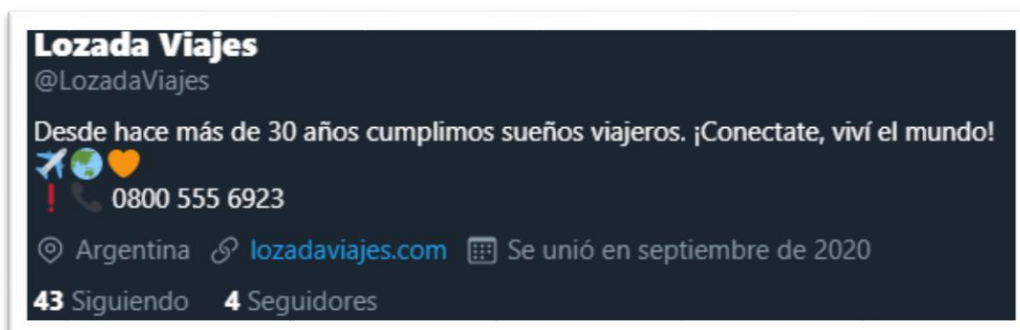 Lozada Viajes
@LozadaViajes
Desde hace más de 30 años cumplimos sueños viajeros. ¡Conectate, viví el mundo!
✈️🌏🧡
❗📞 0800 555 6923
Argentina lozadaviajes.com Se unió en septiembre de 2020
43 Siguiendo 4 Seguidores